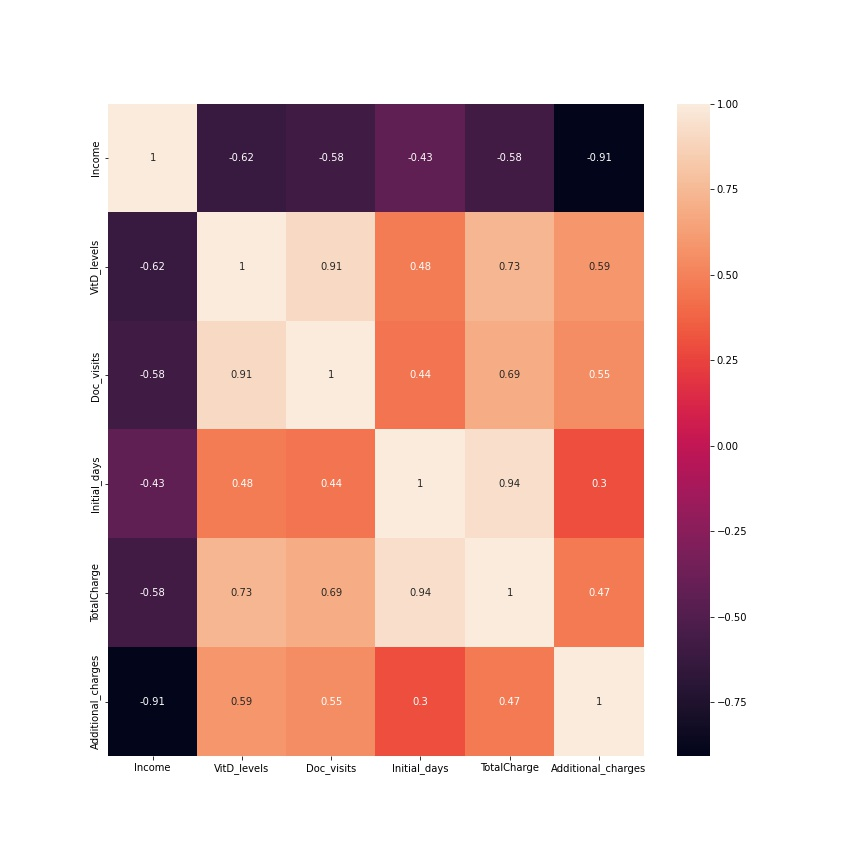 Income 1 -0.62 -0.58 -0.43 -0.58 -0.91
VitD_levels -0.62 1 0.91 0.48 0.73 0.59
Doc_visits -0.58 0.91 1 0.44 0.69 0.55
Initial_days -0.43 0.48 0.44 1 0.94 0.3
TotalCharge -0.58 0.73 0.69 0.94 1 0.47
Additional_charges -0.91 0.59 0.55 0.3 0.47 1
Income VitD_levels Doc_visits Initial_days TotalCharge Additional_charges
1.00
0.75
0.50
0.25
0.00
−0.25
−0.50
−0.75